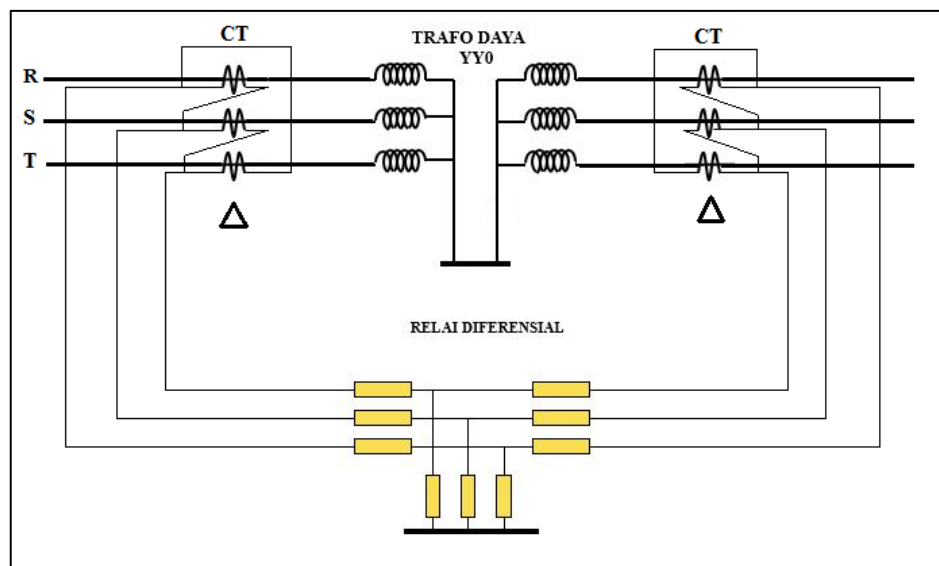 CT
TRAFO DAYA
YY0
CT
R
S
T
RELAI DIFERENSIAL